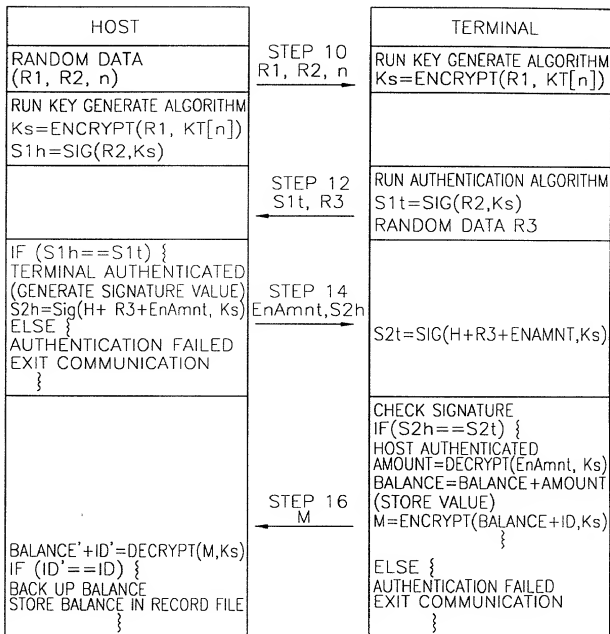 HOST
TERMINAL
RANDOM DATA
(R1, R2, n)
STEP 10
R1, R2, n
RUN KEY GENERATE ALGORITHM
Ks=ENCRYPT(R1, KT[n])
RUN KEY GENERATE ALGORITHM
Ks=ENCRYPT(R1, KT[n])
S1h=SIG(R2,Ks)
STEP 12
S1t, R3
RUN AUTHENTICATION ALGORITHM
S1t=SIG(R2,Ks)
RANDOM DATA R3
IF (S1h==S1t) {
TERMINAL AUTHENTICATED
(GENERATE SIGNATURE VALUE)
S2h=Sig(H+ R3+EnAmnt, Ks)
ELSE {
AUTHENTICATION FAILED
EXIT COMMUNICATION
}
STEP 14
EnAmnt,S2h
S2t=SIG(H+R3+ENAMNT,Ks)
CHECK SIGNATURE
IF(S2h==S2t) {
HOST AUTHENTICATED
AMOUNT=DECRYPT(EnAmnt, Ks)
BALANCE=BALANCE+AMOUNT
(STORE VALUE)
M=ENCRYPT(BALANCE+ID,Ks)
}
STEP 16
M
BALANCE'+ID'=DECRYPT(M,Ks)
IF (ID'==ID) {
BACK UP BALANCE
STORE BALANCE IN RECORD FILE
}
ELSE {
AUTHENTICATION FAILED
EXIT COMMUNICATION
}